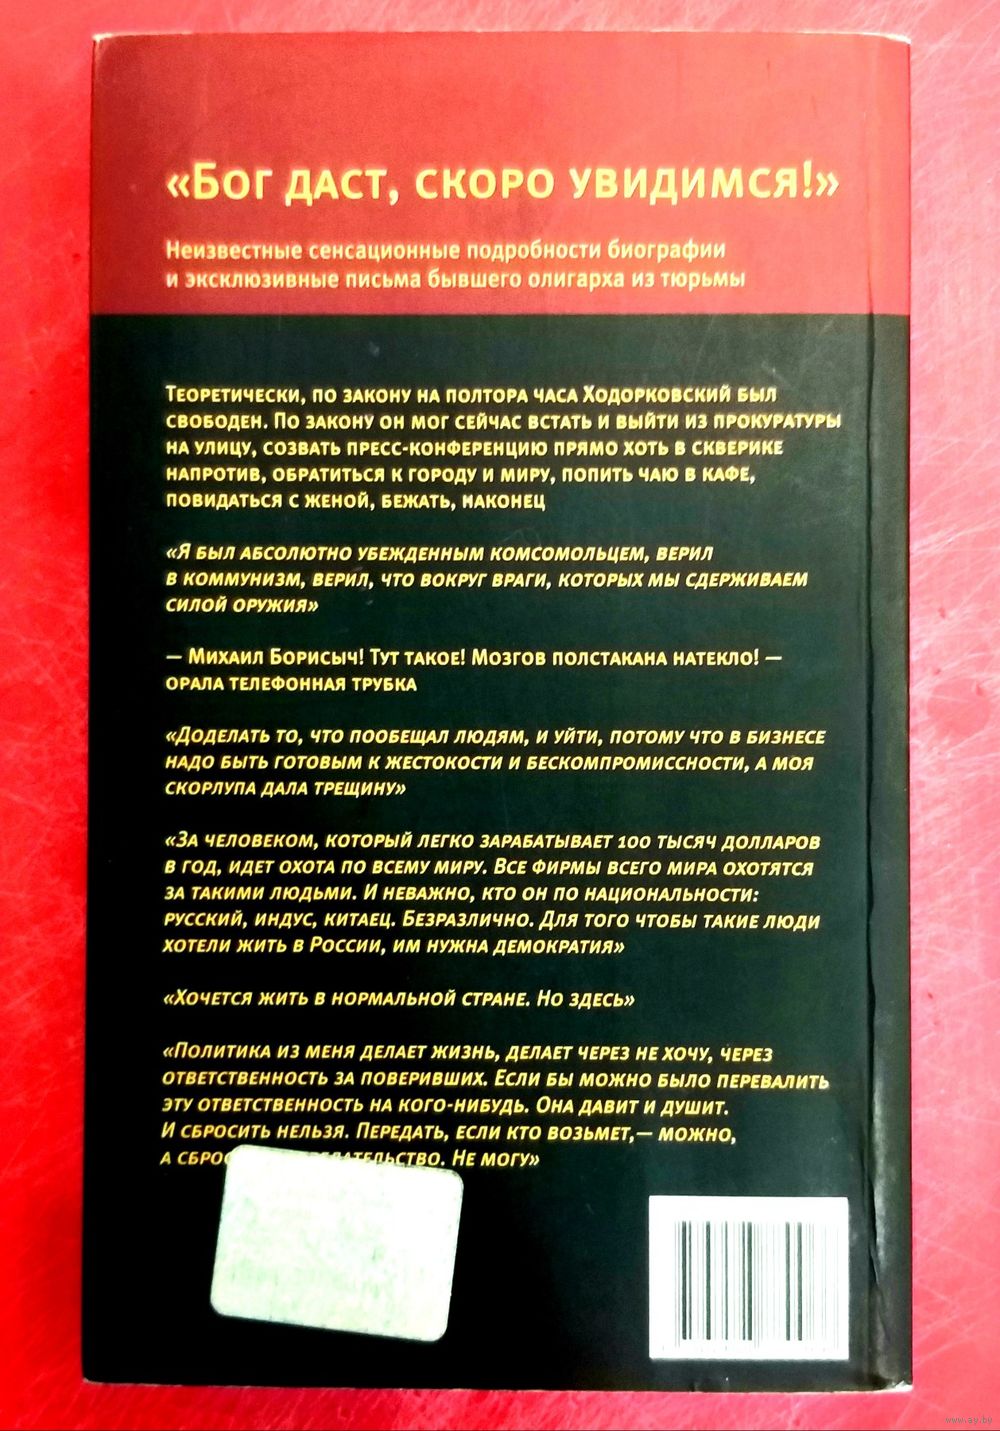 «Бог даст, скоро увидимся!»
Неизвестные сенсационные подробности биографии
и эксклюзивные письма бывшего олигарха из тюрьмы
Теоретически, по закону на полтора часа Ходорковский был
свободен. По закону он мог сейчас встать и выйти из прокуратуры
на улицу, созвать пресс-конференцию прямо хоть в скверике
напротив, обратиться к городу и миру, попить чаю в кафе,
повидаться с женой, бежать, наконец
«Я был абсолютно убежденным комсомольцем, верил
в коммунизм, верил, что вокруг враги, которых мы сдерживаем
силой оружия»
— Михаил Борисыч! Тут такое! Мозгов полстакана натекло! —
орала телефонная трубка
«Доделать то, что пообещал людям, и уйти, потому что в бизнесе
надо быть готовым к жестокости и бескомпромиссности, а моя
скорлупа дала трещину»
«За человеком, который легко зарабатывает 100 тысяч долларов
в год, идет охота по всему миру. Все фирмы всего мира охотятся
за такими людьми. И неважно, кто он по национальности:
русский, индус, китаец. Безразлично. Для того чтобы такие люди
хотели жить в России, им нужна демократия»
«Хочется жить в нормальной стране. Но здесь»
«Политика из меня делает жизнь, делает через не хочу, через
ответственность за поверивших. Если бы можно было перевалить
эту ответственность на кого-нибудь. Она давит и душит.
И сбросить нельзя. Передать, если кто возьмет,— можно,
а Не могу»
www.ay.by